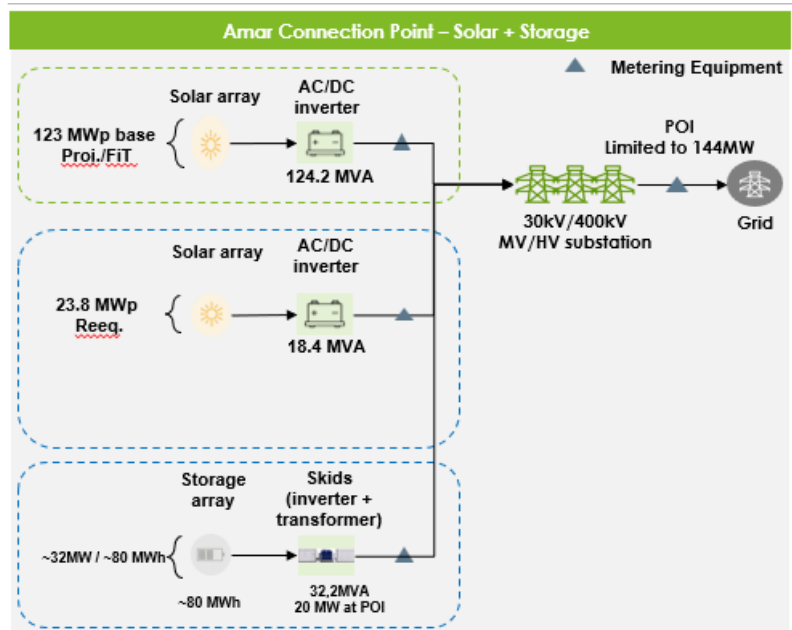 Amar Connection Point – Solar + Storage
Metering Equipment
Solar array
AC/DC
inverter
123 MWp base
Proi./FiT
124.2 MVA
POI
Limited to 144MW
30kV/400kV
MV/HV substation
Grid
Solar array
AC/DC
inverter
23.8 MWp
Reeq.
18.4 MVA
Storage
array
Skids
(inverter +
transformer)
~32MW / ~80 MWh
~80 MWh
32,2MVA
20 MW at POI